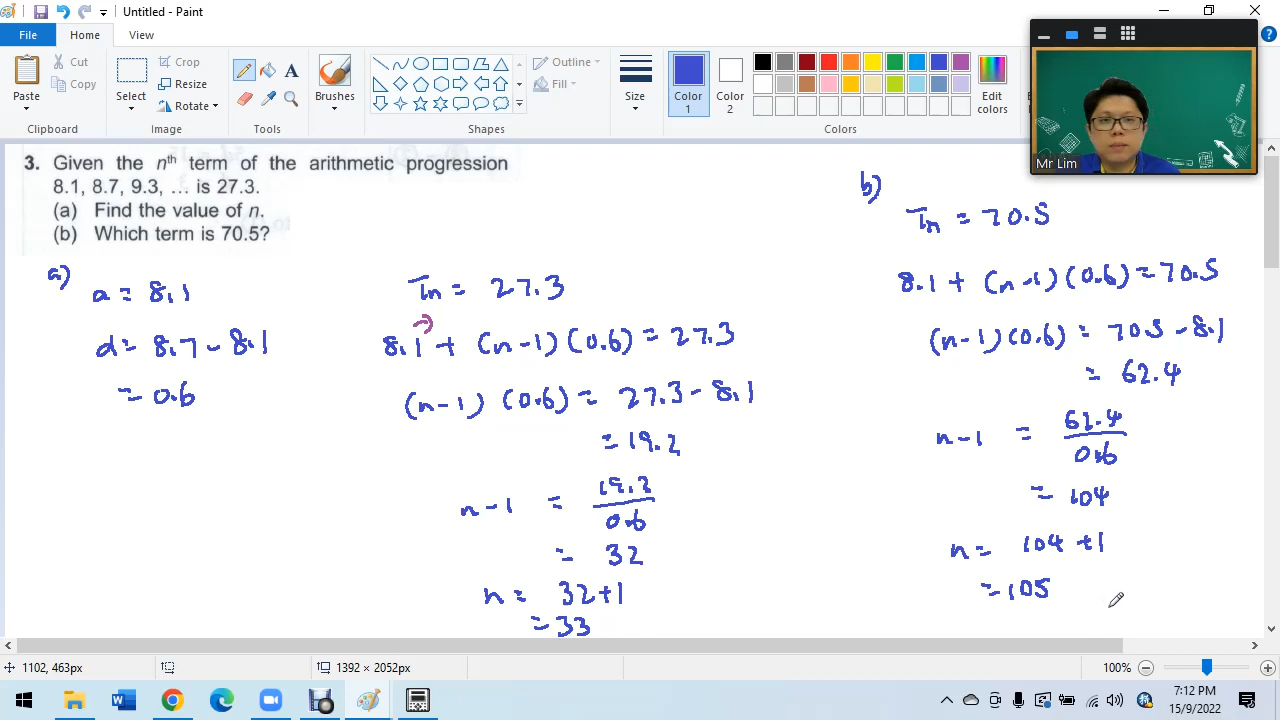 Untitled - Paint
File Home View
Paste
Cut
Copy
Clipboard
Select
Crop
Resize
Rotate
Image
Tools
Brushes
Shapes
Outline
Fill
Size
Color 1
Color 2
Colors
Edit colors
Mr Lim
3. Given the nth term of the arithmetic progression
8.1, 8.7, 9.3, ... is 27.3.
(a) Find the value of n.
(b) Which term is 70.5?
a)
a = 8.1
d = 8.7 - 8.1
= 0.6
Tn = 27.3
8.1 + (n-1)(0.6) = 27.3
(n-1) (0.6) = 27.3 - 8.1
= 19.2
n-1 = 19.2/0.6
= 32
n = 32+1
= 33
b)
Tn = 70.5
8.1 + (n-1)(0.6) = 70.5
(n-1)(0.6) = 70.5 - 8.1
= 62.4
n-1 = 62.4/0.6
= 104
n = 104 +1
= 105
1102, 463px
1392 × 2052px
100%
7:12 PM
15/9/2022